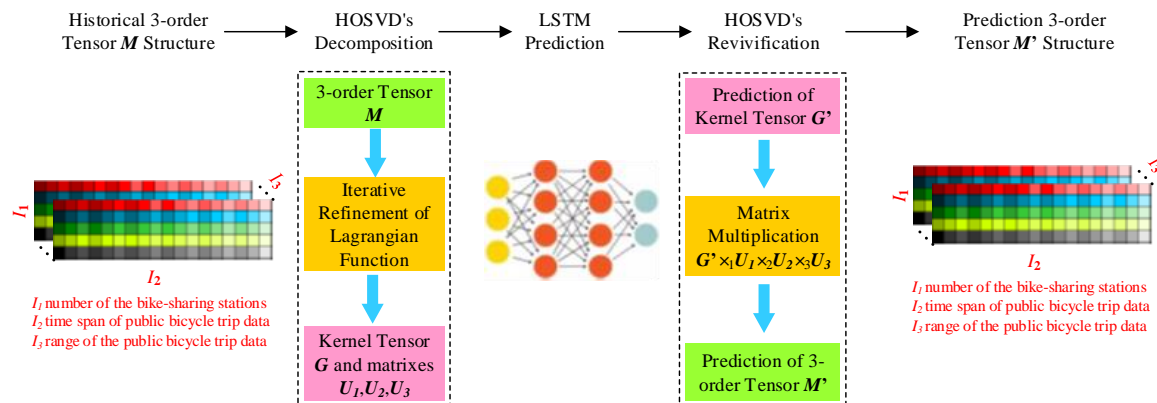 Historical 3-order
Tensor M Structure
HOSVD's
Decomposition
LSTM
Prediction
HOSVD's
Revivification
Prediction 3-order
Tensor M’ Structure
3-order Tensor
M
Iterative
Refinement of
Lagrangian
Function
Kernel Tensor
G and matrixes
U1,U2,U3
Prediction of
Kernel Tensor G’
Matrix
Multiplication
G’×1U1×2U2×3U3
Prediction of 3-
order Tensor M’
I1
I3
I2
I1 number of the bike-sharing stations
I2 time span of public bicycle trip data
I3 range of the public bicycle trip data
I1
I3
I2
I1 number of the bike-sharing stations
I2 time span of public bicycle trip data
I3 range of the public bicycle trip data